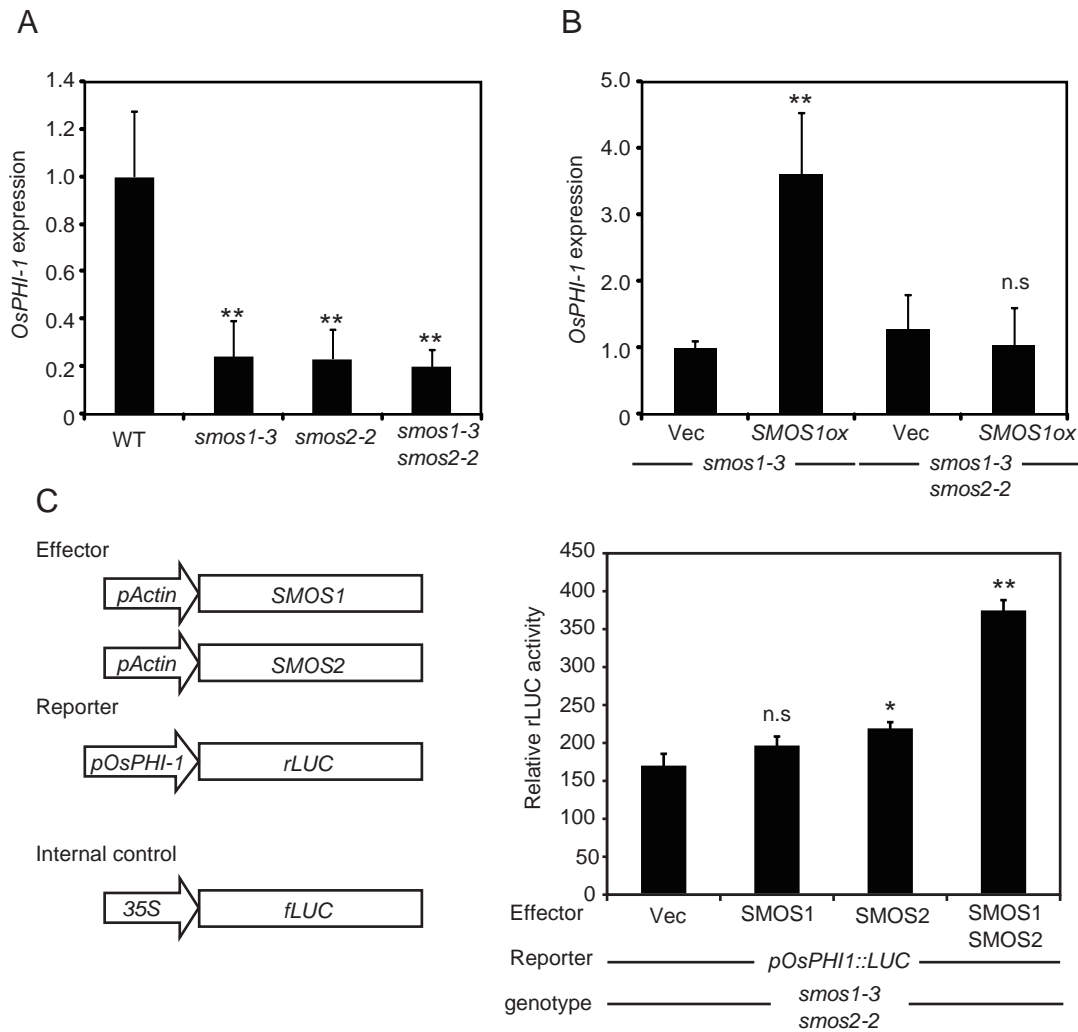 A
OsPHI-1 expression
1.4
1.2
1.0
0.8
0.6
0.4
0.2
0
**
**
**
WT
smos1-3
smos2-2
smos1-3
smos2-2
B
OsPHI-1 expression
5.0
4.0
3.0
2.0
1.0
0
**
n.s
Vec
SMOS1ox
Vec
SMOS1ox
smos1-3
smos1-3
smos2-2
C
Effector
pActin
SMOS1
pActin
SMOS2
Reporter
pOsPHI-1
rLUC
Internal control
35S
fLUC
Relative rLUC activity
450
400
350
300
250
200
150
100
50
0
n.s
*
**
Effector
Vec
SMOS1
SMOS2
SMOS1
SMOS2
Reporter
pOsPHI1::LUC
genotype
smos1-3
smos2-2